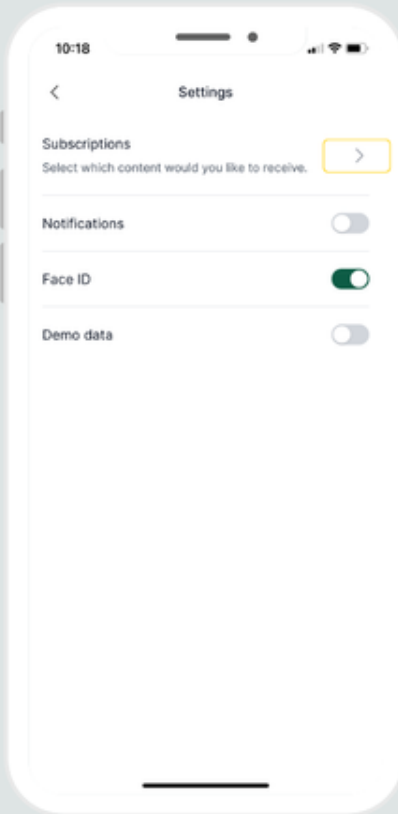 10:18
Settings
Subscriptions
Select which content would you like to receive.
Notifications
Face ID
Demo data